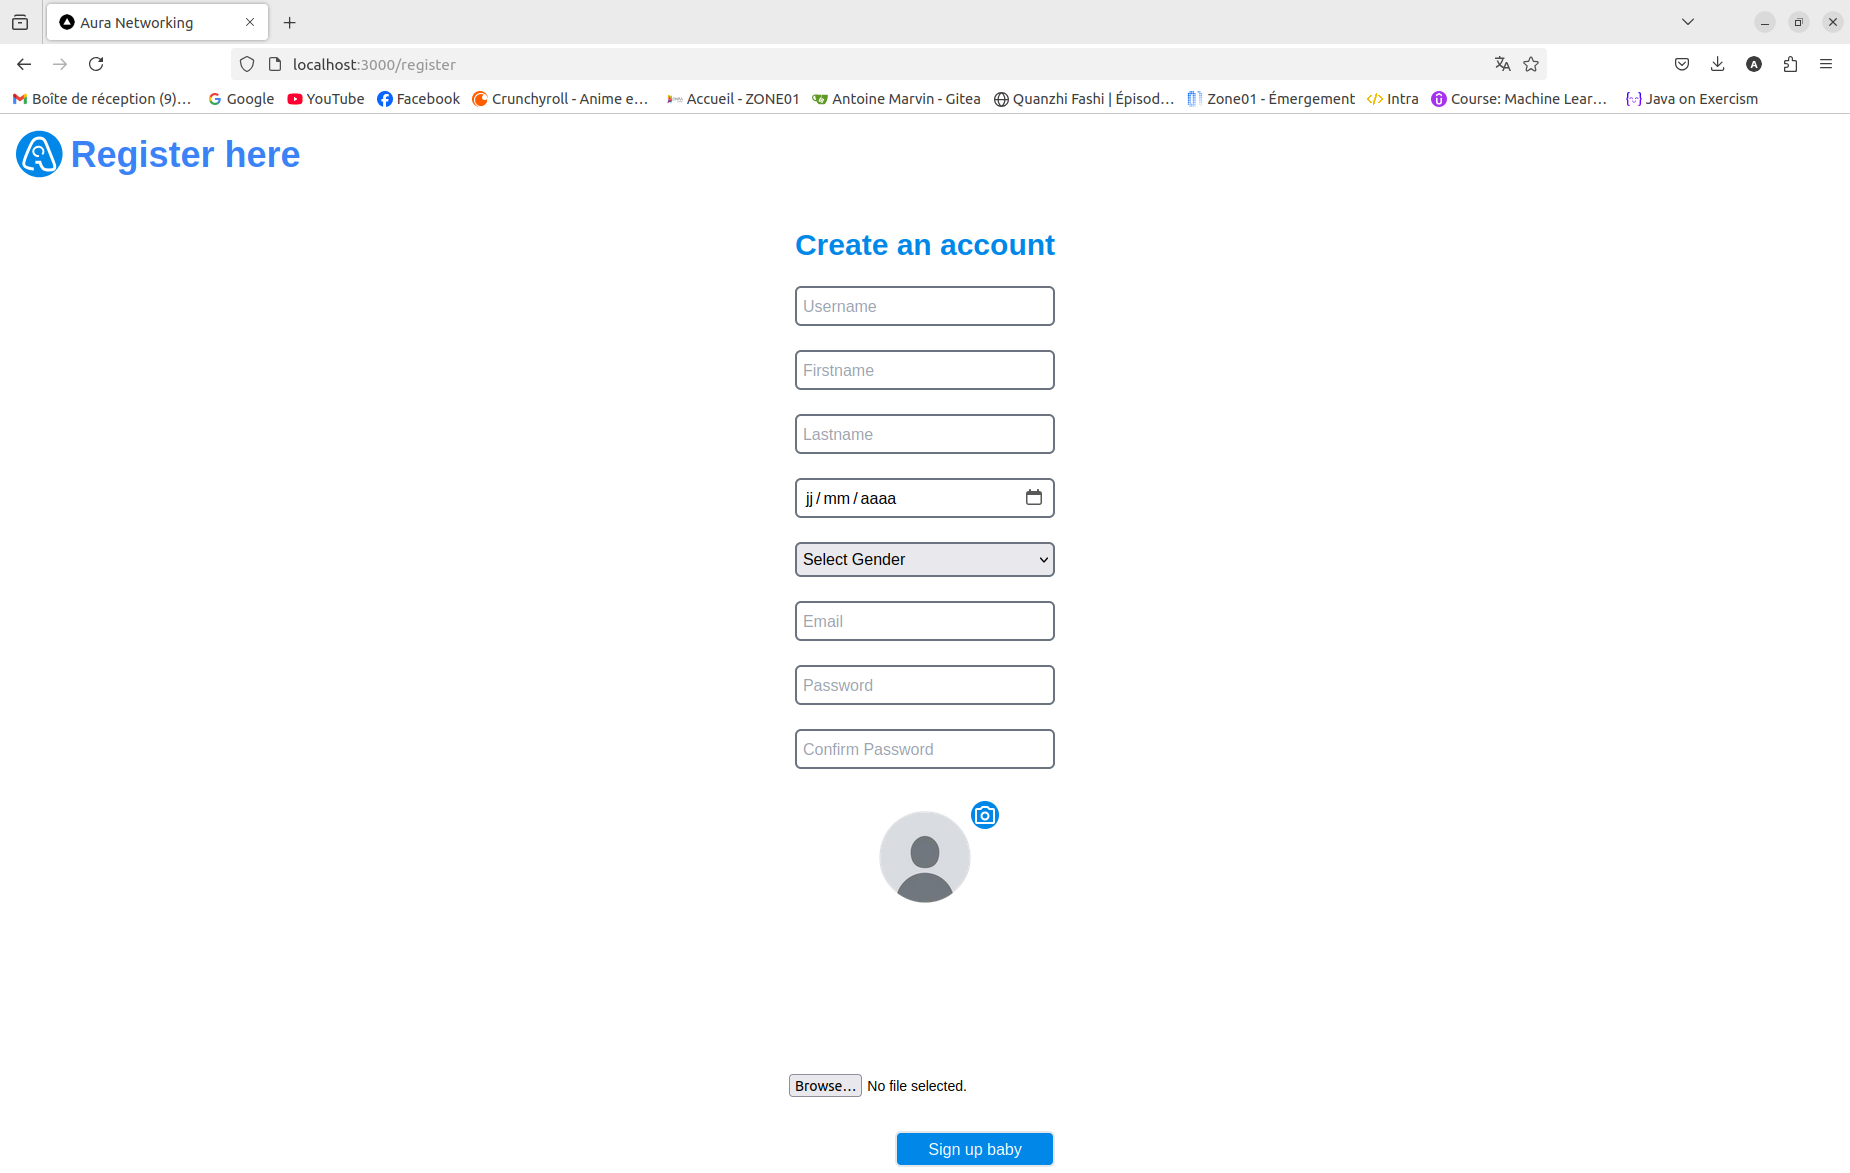 Aura Networking
localhost:3000/register
Boîte de réception (9)… Google YouTube Facebook Crunchyroll - Anime e… Accueil - ZONE01 Antoine Marvin - Gitea Quanzhi Fashi | Épisod… Zone01 - Émergement Intra Course: Machine Lear… Java on Exercism
Register here
Create an account
Username
Firstname
Lastname
jj/mm/aaaa
Select Gender
Email
Password
Confirm Password
Browse… No file selected.
Sign up baby